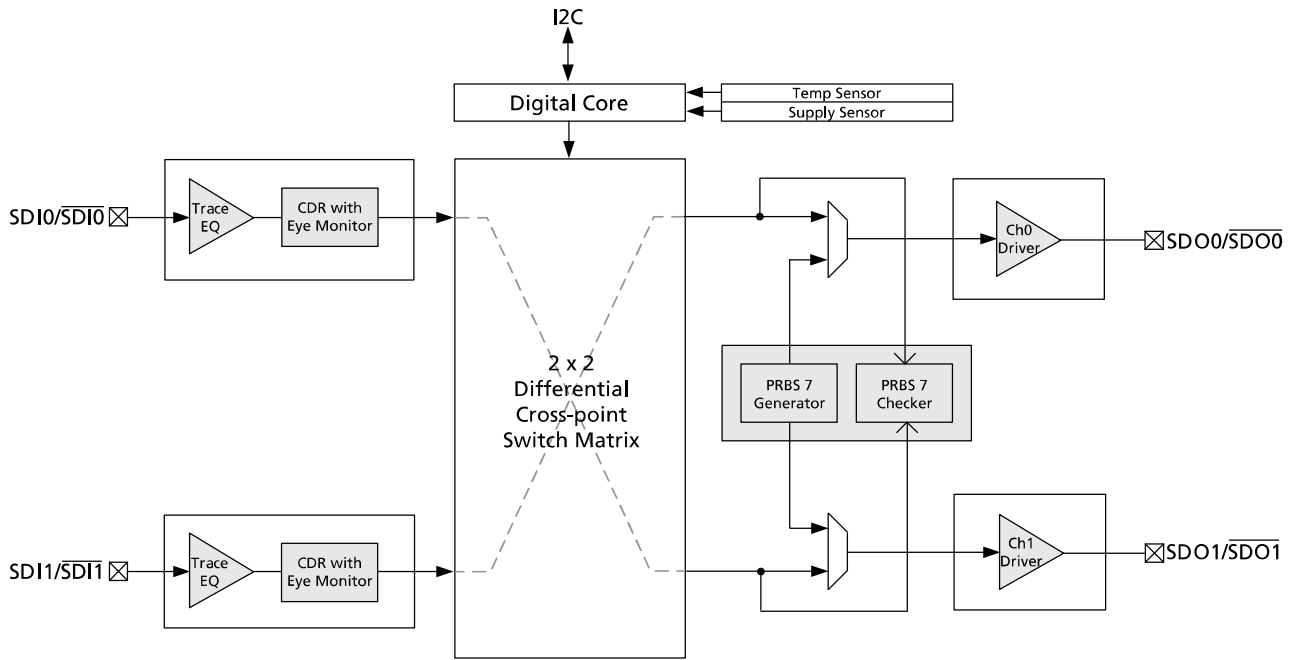 I2C
Digital Core
Temp Sensor
Supply Sensor
SDI0/SDI0
Trace
EQ
CDR with
Eye Monitor
Ch0
Driver
SDO0/SDO0
2 x 2
Differential
Cross-point
Switch Matrix
PRBS 7
Generator
PRBS 7
Checker
SDI1/SDI1
Trace
EQ
CDR with
Eye Monitor
Ch1
Driver
SDO1/SDO1